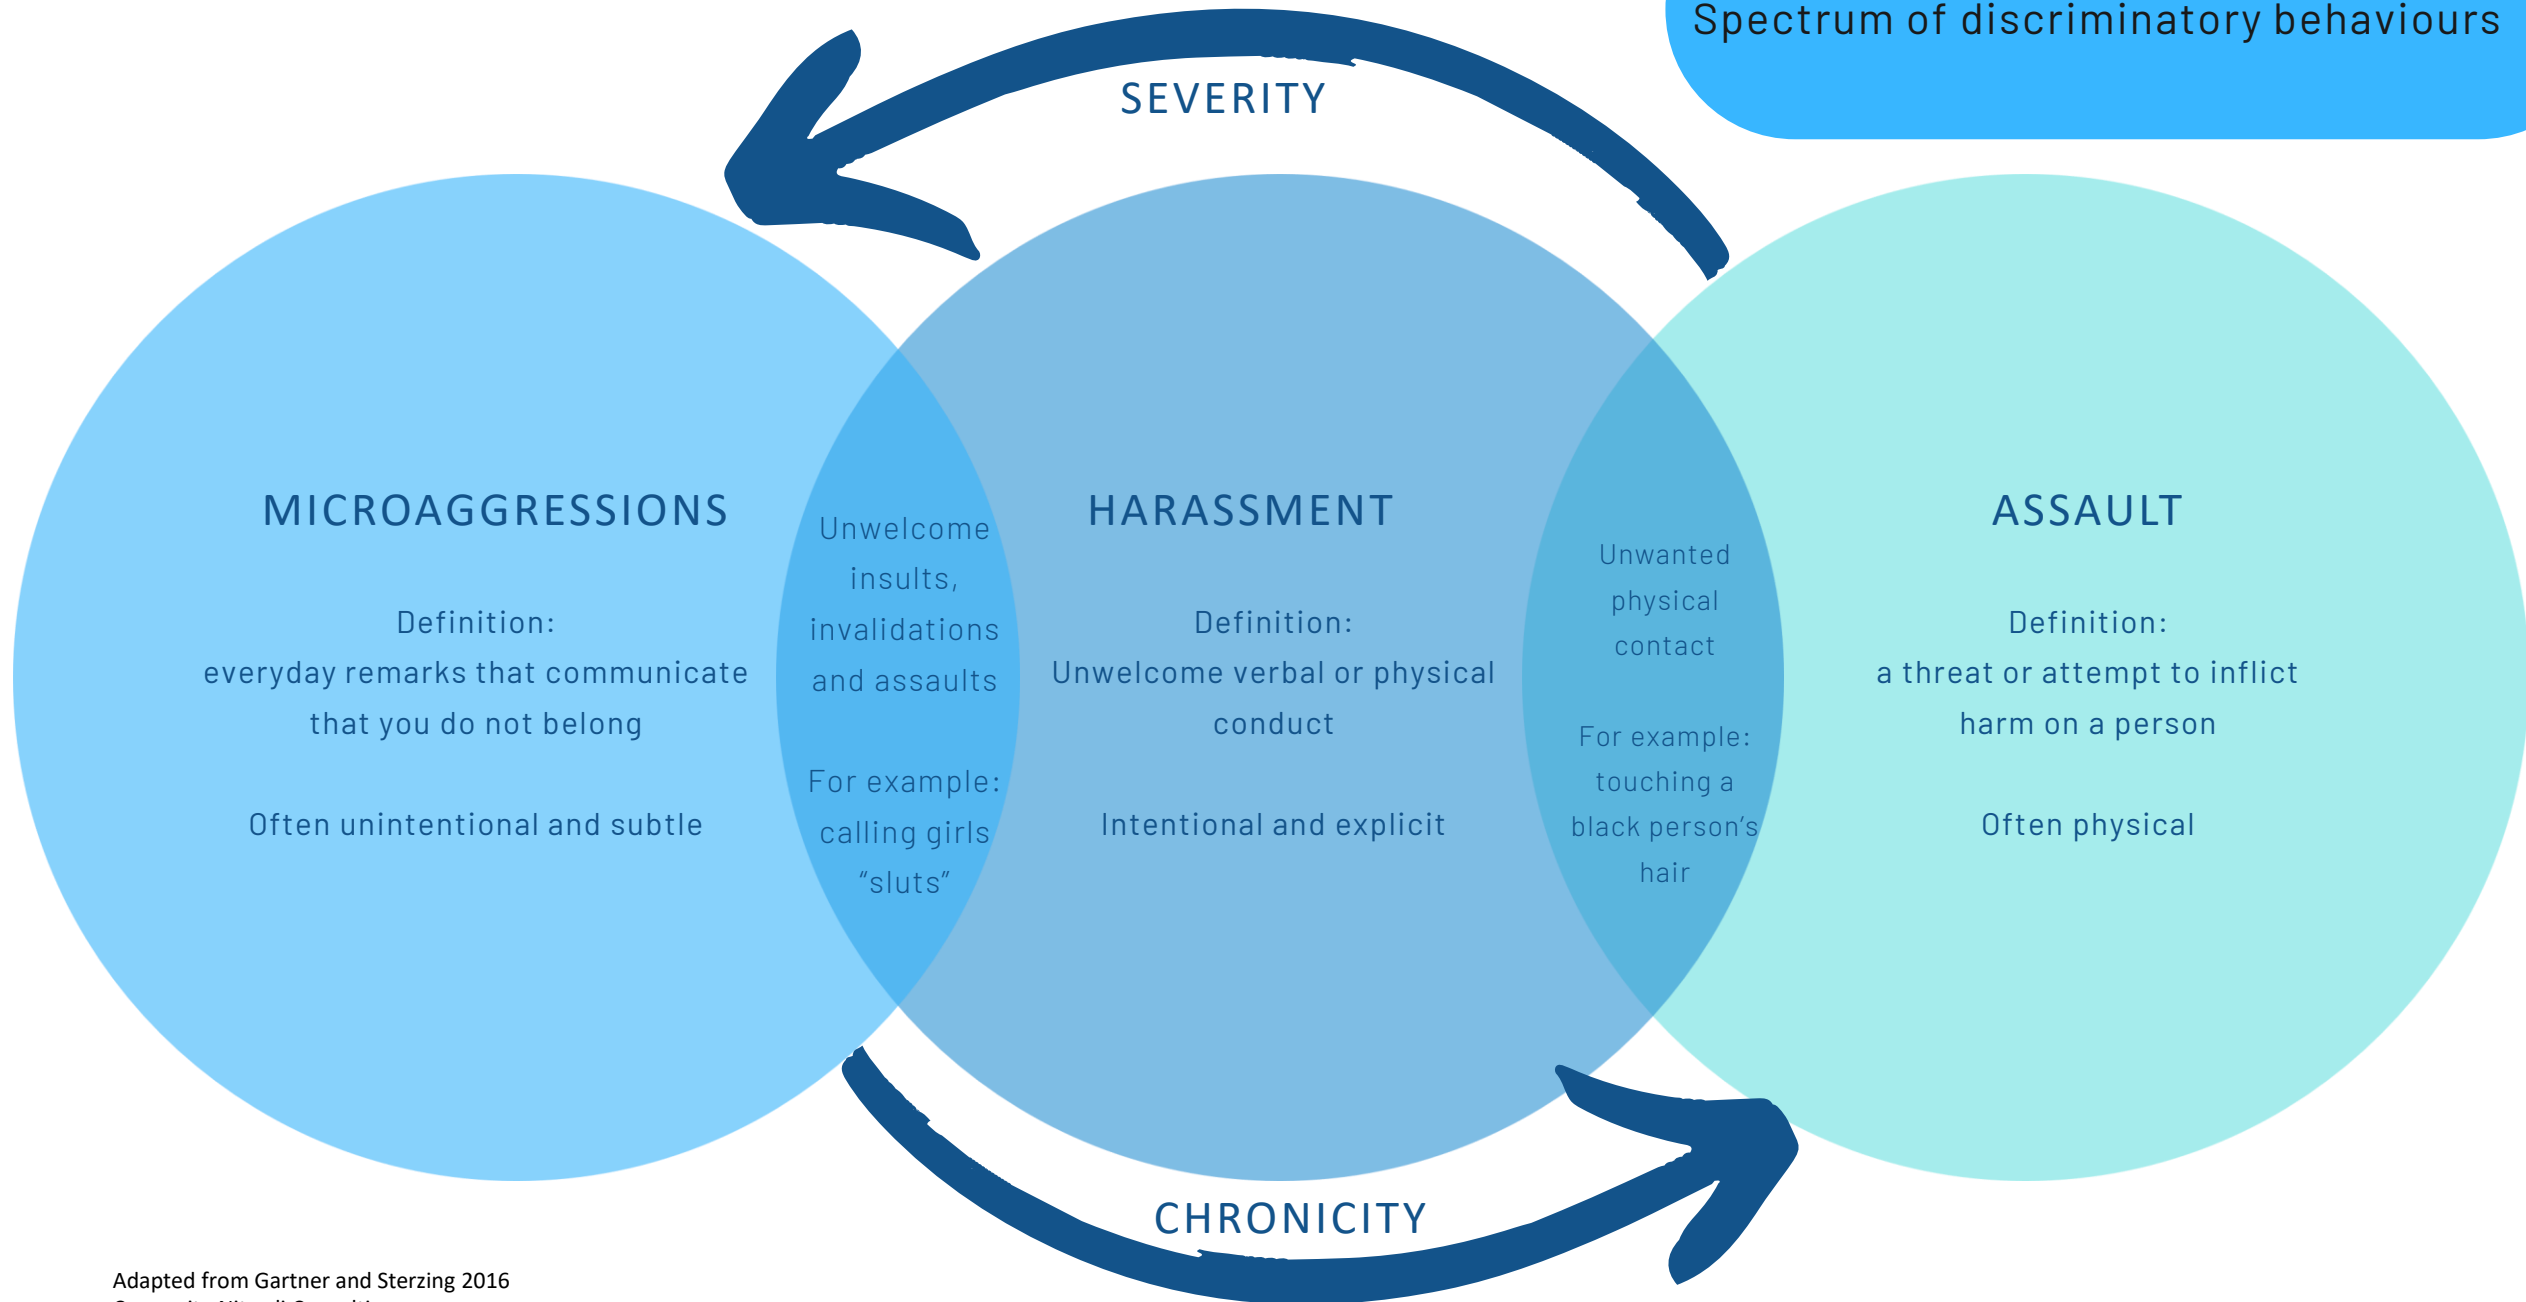 Spectrum of discriminatory behaviours
SEVERITY
MICROAGGRESSIONS
Definition:
everyday remarks that communicate
that you do not belong
Often unintentional and subtle
Unwelcome
insults,
invalidations
and assaults
For example:
calling girls
“sluts”
HARASSMENT
Definition:
Unwelcome verbal or physical
conduct
Intentional and explicit
Unwanted
physical
contact
For example:
touching a
black person’s
hair
ASSAULT
Definition:
a threat or attempt to inflict
harm on a person
Often physical
CHRONICITY
Adapted from Gartner and Sterzing 2016